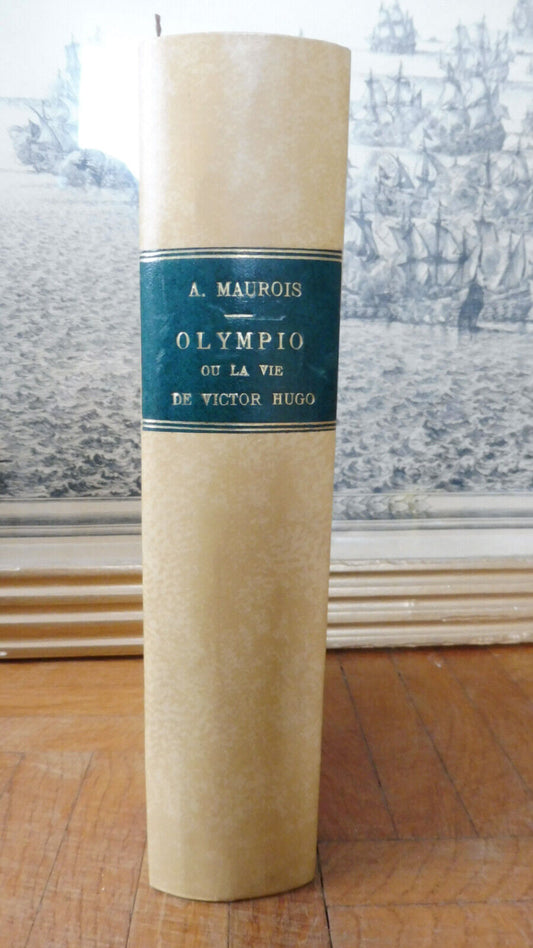 A. MAUROIS
OLYMPIO
OU LA VIE
DE VICTOR HUGO